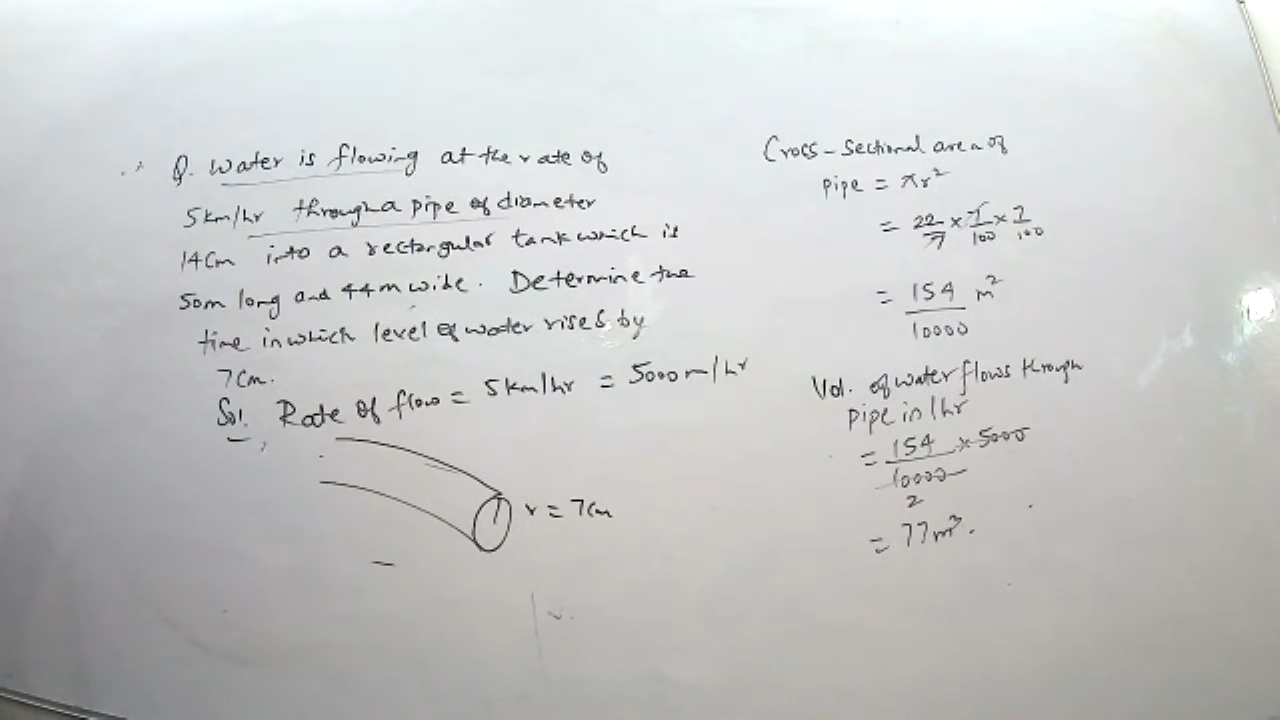 ∴ Q. water is flowing at the rate of
5km/hr through a pipe of diameter
14cm into a rectangular tank which is
50m long and 44m wide. Determine the
time in which level of water rises by
7cm.
Sol. Rate of flow = 5km/hr = 5000m/hr
r = 7cm
Cross-Sectional area of
pipe = πr²
= 22/7 × 7/100 × 7/100
= 154/10000 m²
Vol. of water flows through
pipe in 1hr
= 154/10000 × 5000
2
= 77m³.